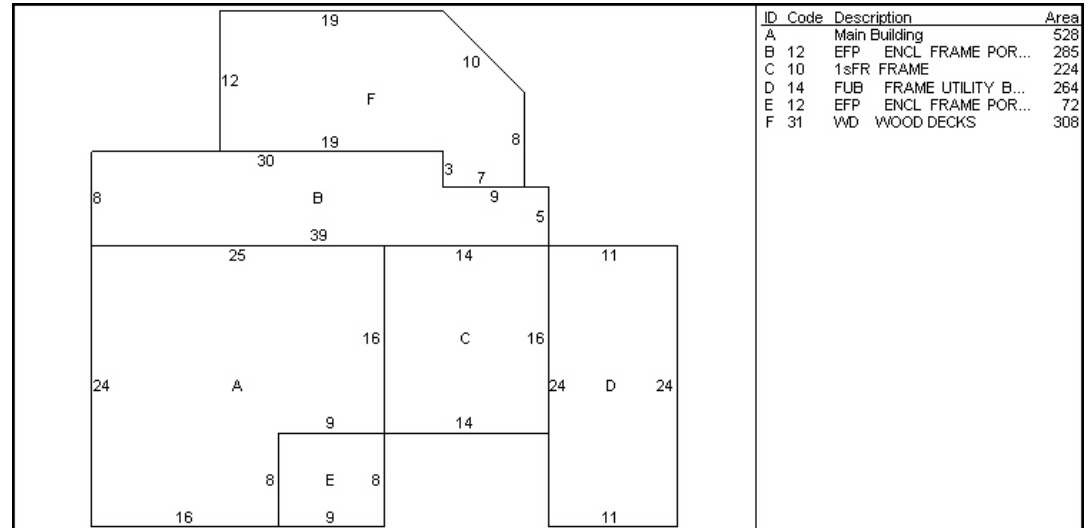 19
10
12
F
8
19
30
3
7
8
B
9
5
39
25
14
11
16
C
16
24
A
24
D
24
9
14
8
E
8
16
9
11
ID Code Description Area
A Main Building 528
B 12 EFP ENCL FRAME POR... 285
C 10 1sFR FRAME 224
D 14 FUB FRAME UTILITY B... 264
E 12 EFP ENCL FRAME POR... 72
F 31 WD WOOD DECKS 308